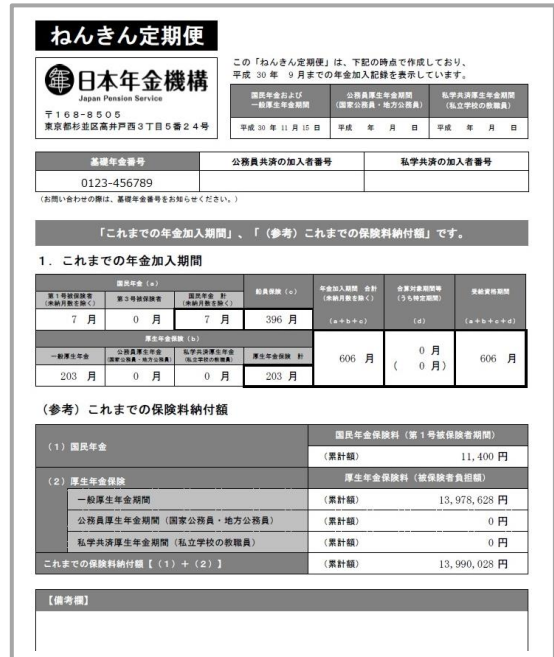 ねんきん定期便
年 日本年金機構
Japan Pension Service
〒168-8505
東京都杉並区高井戸西3丁目5番24号
この「ねんきん定期便」は、下記の時点で作成しており、
平成 30 年 9 月までの年金加入記録を表示しています。
国民年金および 公務員厚生年金期間 私学共済厚生年金期間
一般厚生年金期間 (国家公務員・地方公務員) (私立学校の教職員)
平成 30 年 11 月 15 日 平成 年 月 日 平成 年 月 日
基礎年金番号 公務員共済の加入者番号 私学共済の加入者番号
0123-456789
(お問い合わせの際は、基礎年金番号をお知らせください。)
「これまでの年金加入期間」、「(参考)これまでの保険料納付額」です。
1. これまでの年金加入期間
国民年金 (a) 船員保険 (c) 年金加入期間 合計 合算対象期間等 受給資格期間
第1号被保険者 第3号被保険者 国民年金 計 (未納月数を除く) (うち特定期間)
(未納月数を除く) (未納月数を除く) (a+b+c) (d) (a+b+c+d)
7 月 0 月 7 月 396 月
厚生年金保険 (b)
一般厚生年金 公務員厚生年金 私学共済厚生年金 厚生年金保険 計
(国家公務員・地方公務員) (私立学校の教職員)
606 月 0 月 606 月
( 0 月)
203 月 0 月 0 月 203 月
(参考)これまでの保険料納付額
(1)国民年金 国民年金保険料(第1号被保険者期間)
(累計額) 11,400 円
(2)厚生年金保険 厚生年金保険料(被保険者負担額)
一般厚生年金期間 (累計額) 13,978,628 円
公務員厚生年金期間(国家公務員・地方公務員) (累計額) 0 円
私学共済厚生年金期間(私立学校の教職員) (累計額) 0 円
これまでの保険料納付額【(1)+(2)】 (累計額) 13,990,028 円
【備考欄】